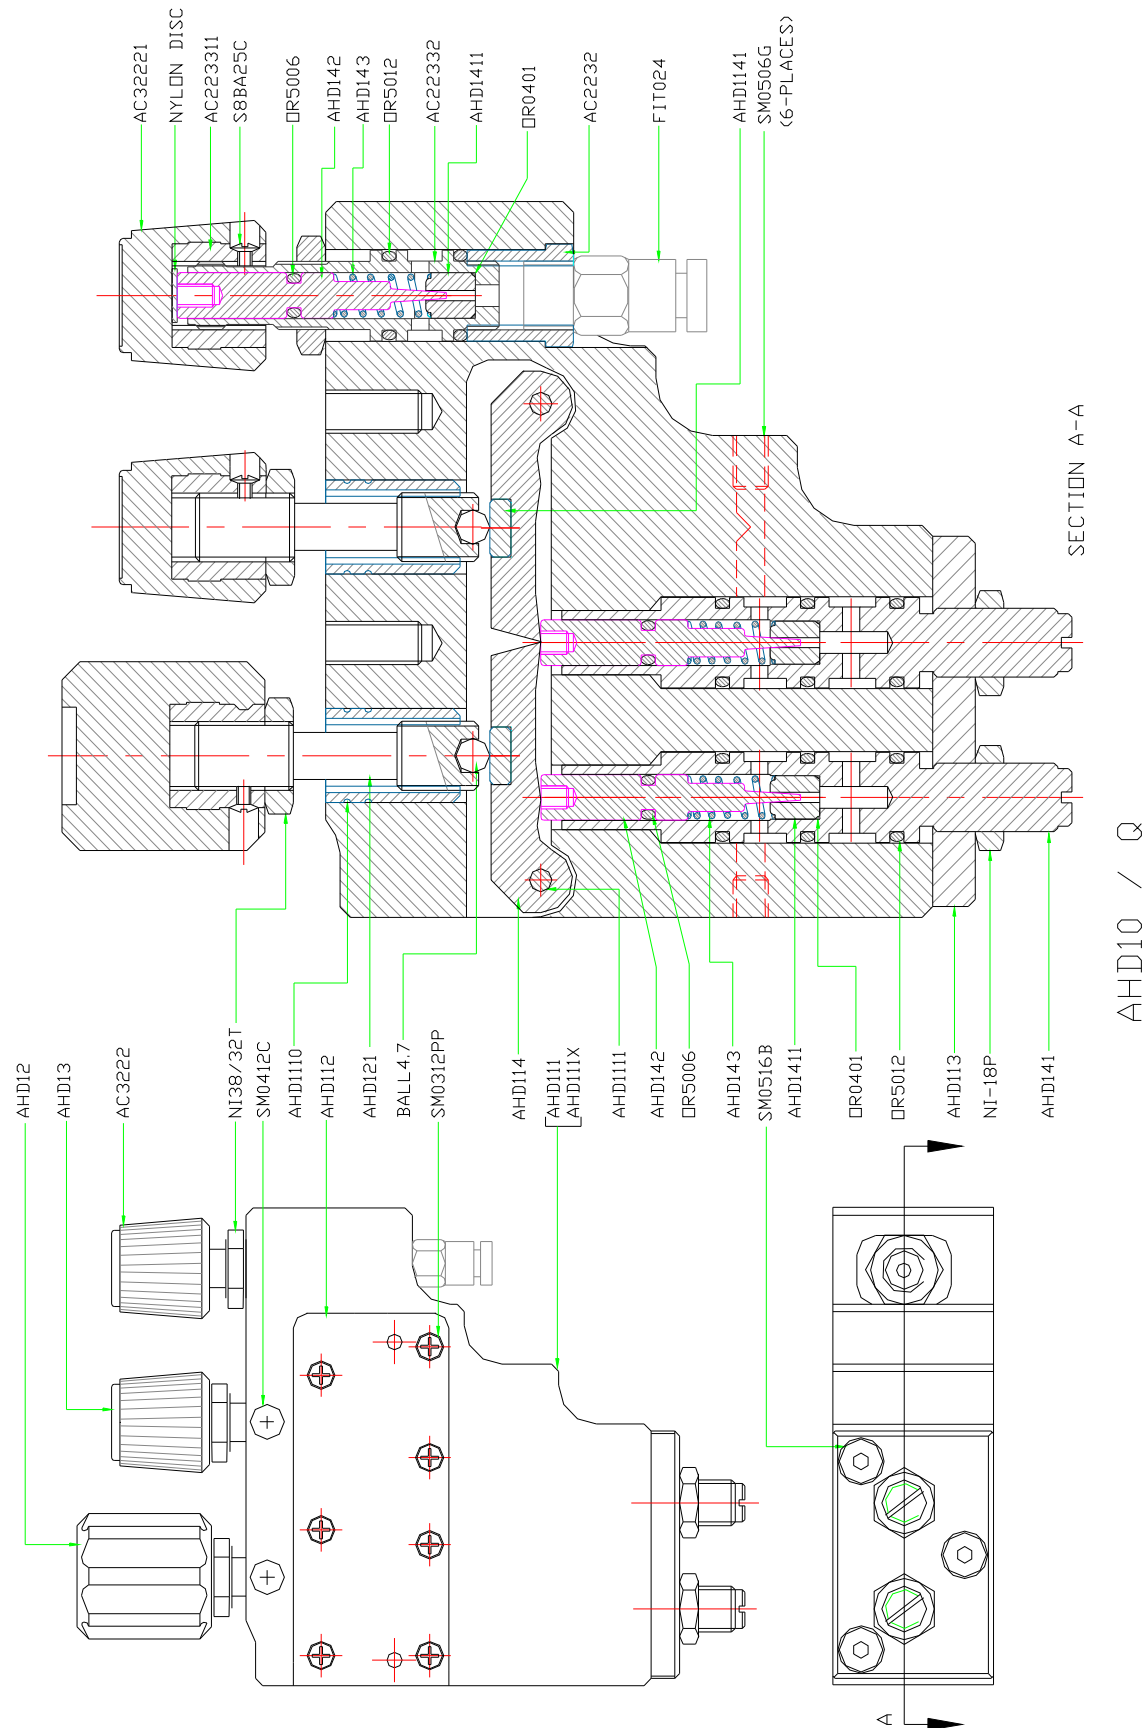 AC32221
NYLON DISC
AC223311
S8BA25C
OR5006
AHD142
AHD143
OR5012
AC22332
AHD1411
OR0401
AC2232
FIT024
AHD1141
SM0506G
(6-PLACES)
SECTION A-A
AHD12
AHD13
AC3222
NI38/32T
SM0412C
AHD1110
AHD112
AHD121
BALL4.7
SM0312PP
AHD114
AHD111
AHD111X
AHD1111
AHD142
OR5006
AHD143
SM0516B
AHD1411
OR0401
OR5012
AHD113
NI-18P
AHD141
AHD10 / Q
A